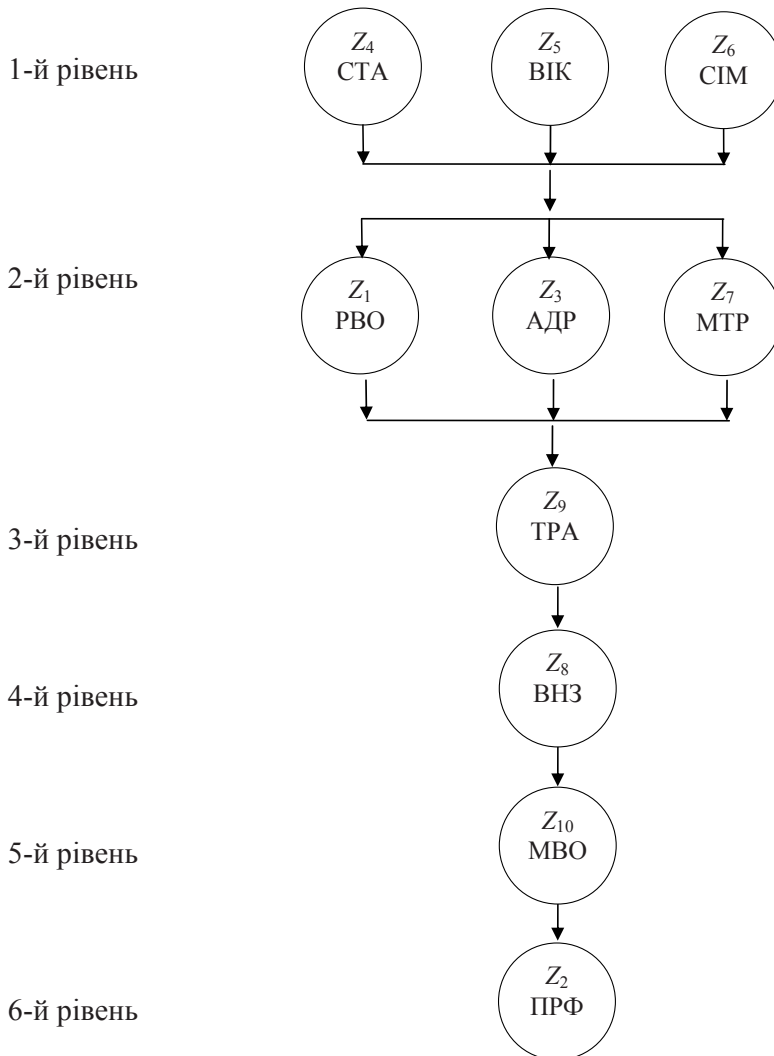 1-й рівень
Z4 СТА
Z5 ВІК
Z6 СІМ
2-й рівень
Z1 РВО
Z3 АДР
Z7 МТР
3-й рівень
Z9 ТРА
4-й рівень
Z8 ВНЗ
5-й рівень
Z10 МВО
6-й рівень
Z2 ПРФ